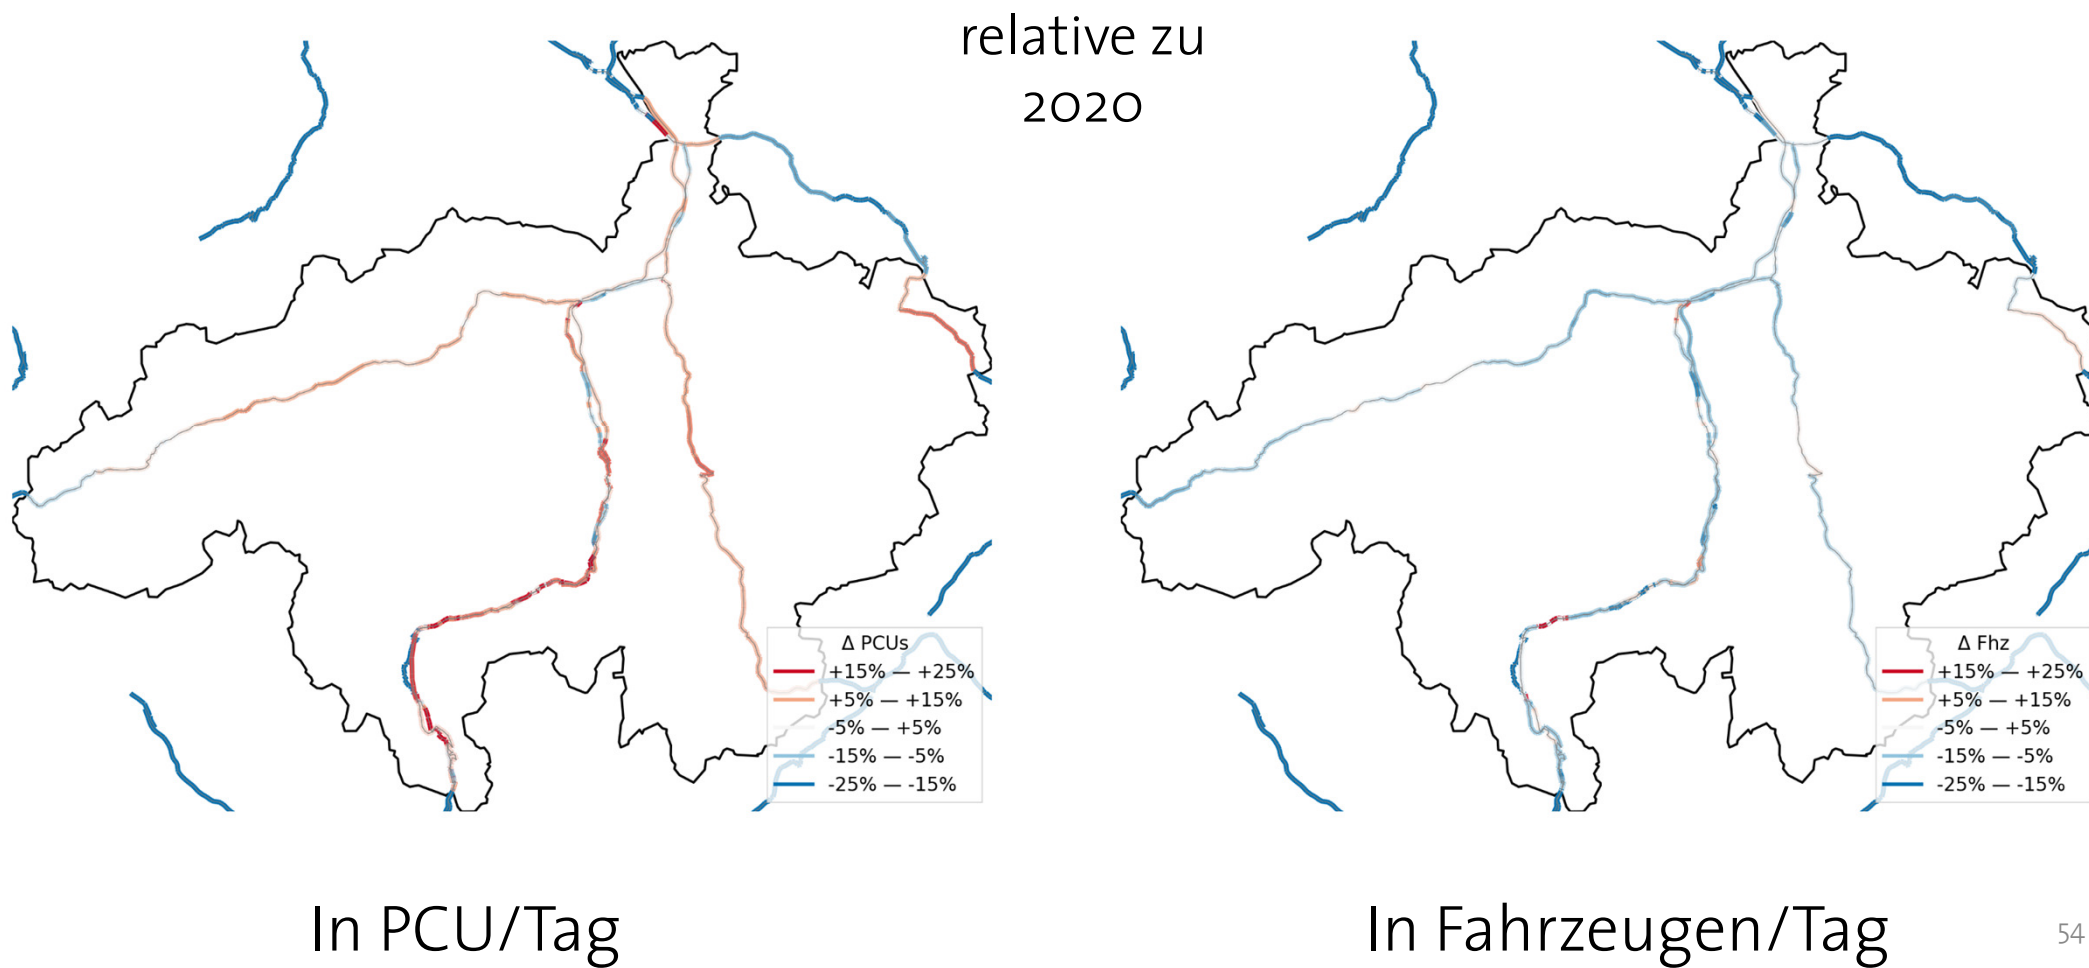 relative zu
2020
Δ PCUs
+15% — +25%
+5% — +15%
-5% — +5%
-15% — -5%
-25% — -15%
Δ Fhz
+15% — +25%
+5% — +15%
-5% — +5%
-15% — -5%
-25% — -15%
In PCU/Tag
In Fahrzeugen/Tag
54